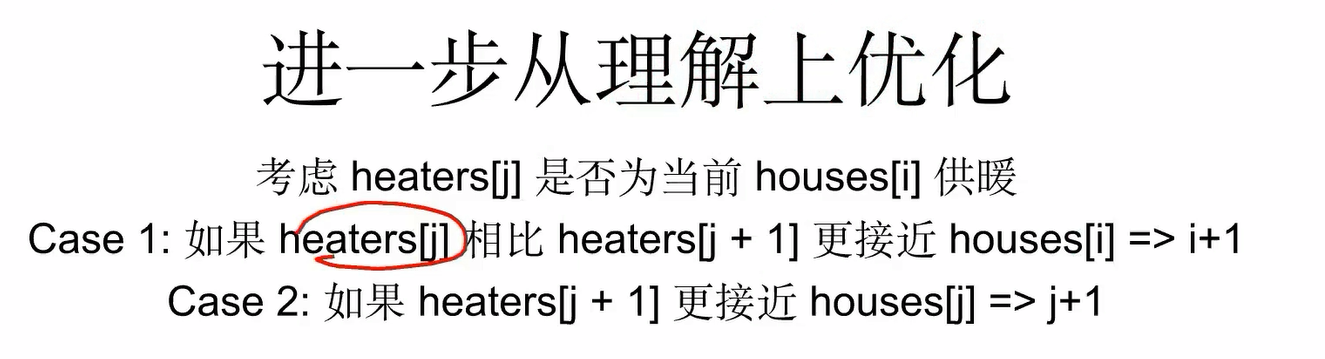 进一步从理解上优化
考虑 heaters[j] 是否为当前 houses[i] 供暖
Case 1: 如果 heaters[j] 相比 heaters[j + 1] 更接近 houses[i] => i+1
Case 2: 如果 heaters[j + 1] 更接近 houses[j] => j+1